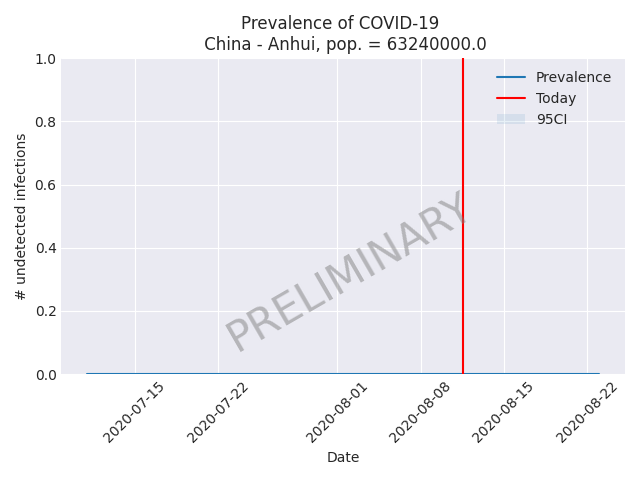 Prevalence of COVID-19
China - Anhui, pop. = 63240000.0
1.0
0.8
0.6
0.4
0.2
0.0
# undetected infections
Prevalence
Today
95CI
PRELIMINARY
2020-07-15
2020-07-22
2020-08-01
2020-08-08
2020-08-15
2020-08-22
Date